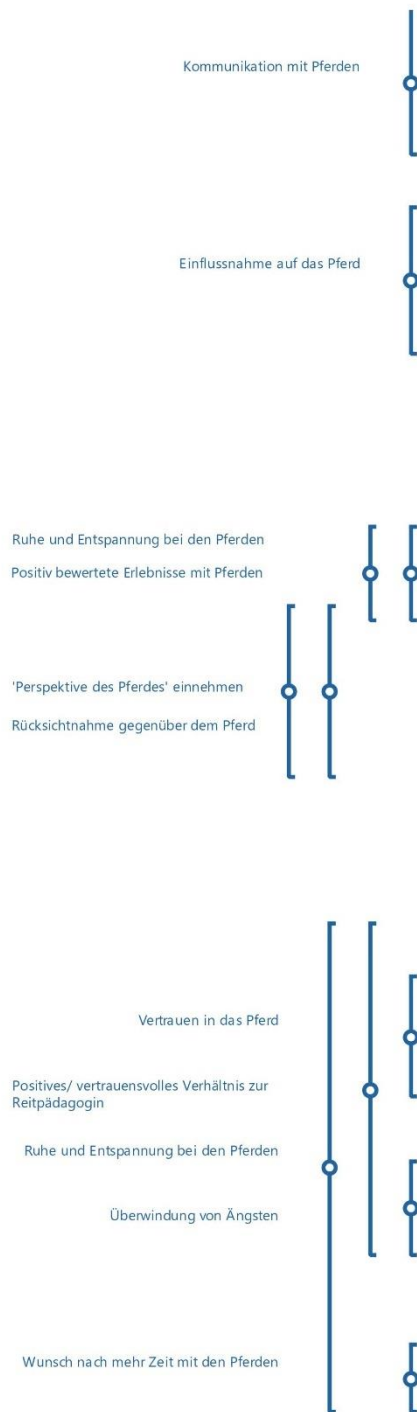 Kommunikation mit Pferden
Einflussnahme auf das Pferd
Ruhe und Entspannung bei den Pferden
Positiv bewertete Erlebnisse mit Pferden
'Perspektive des Pferdes' einnehmen
Rücksichtnahme gegenüber dem Pferd
Vertrauen in das Pferd
Positives/ vertrauensvolles Verhältnis zur
Reitpädagogin
Ruhe und Entspannung bei den Pferden
Überwindung von Ängsten
Wunsch nach mehr Zeit mit den Pferden